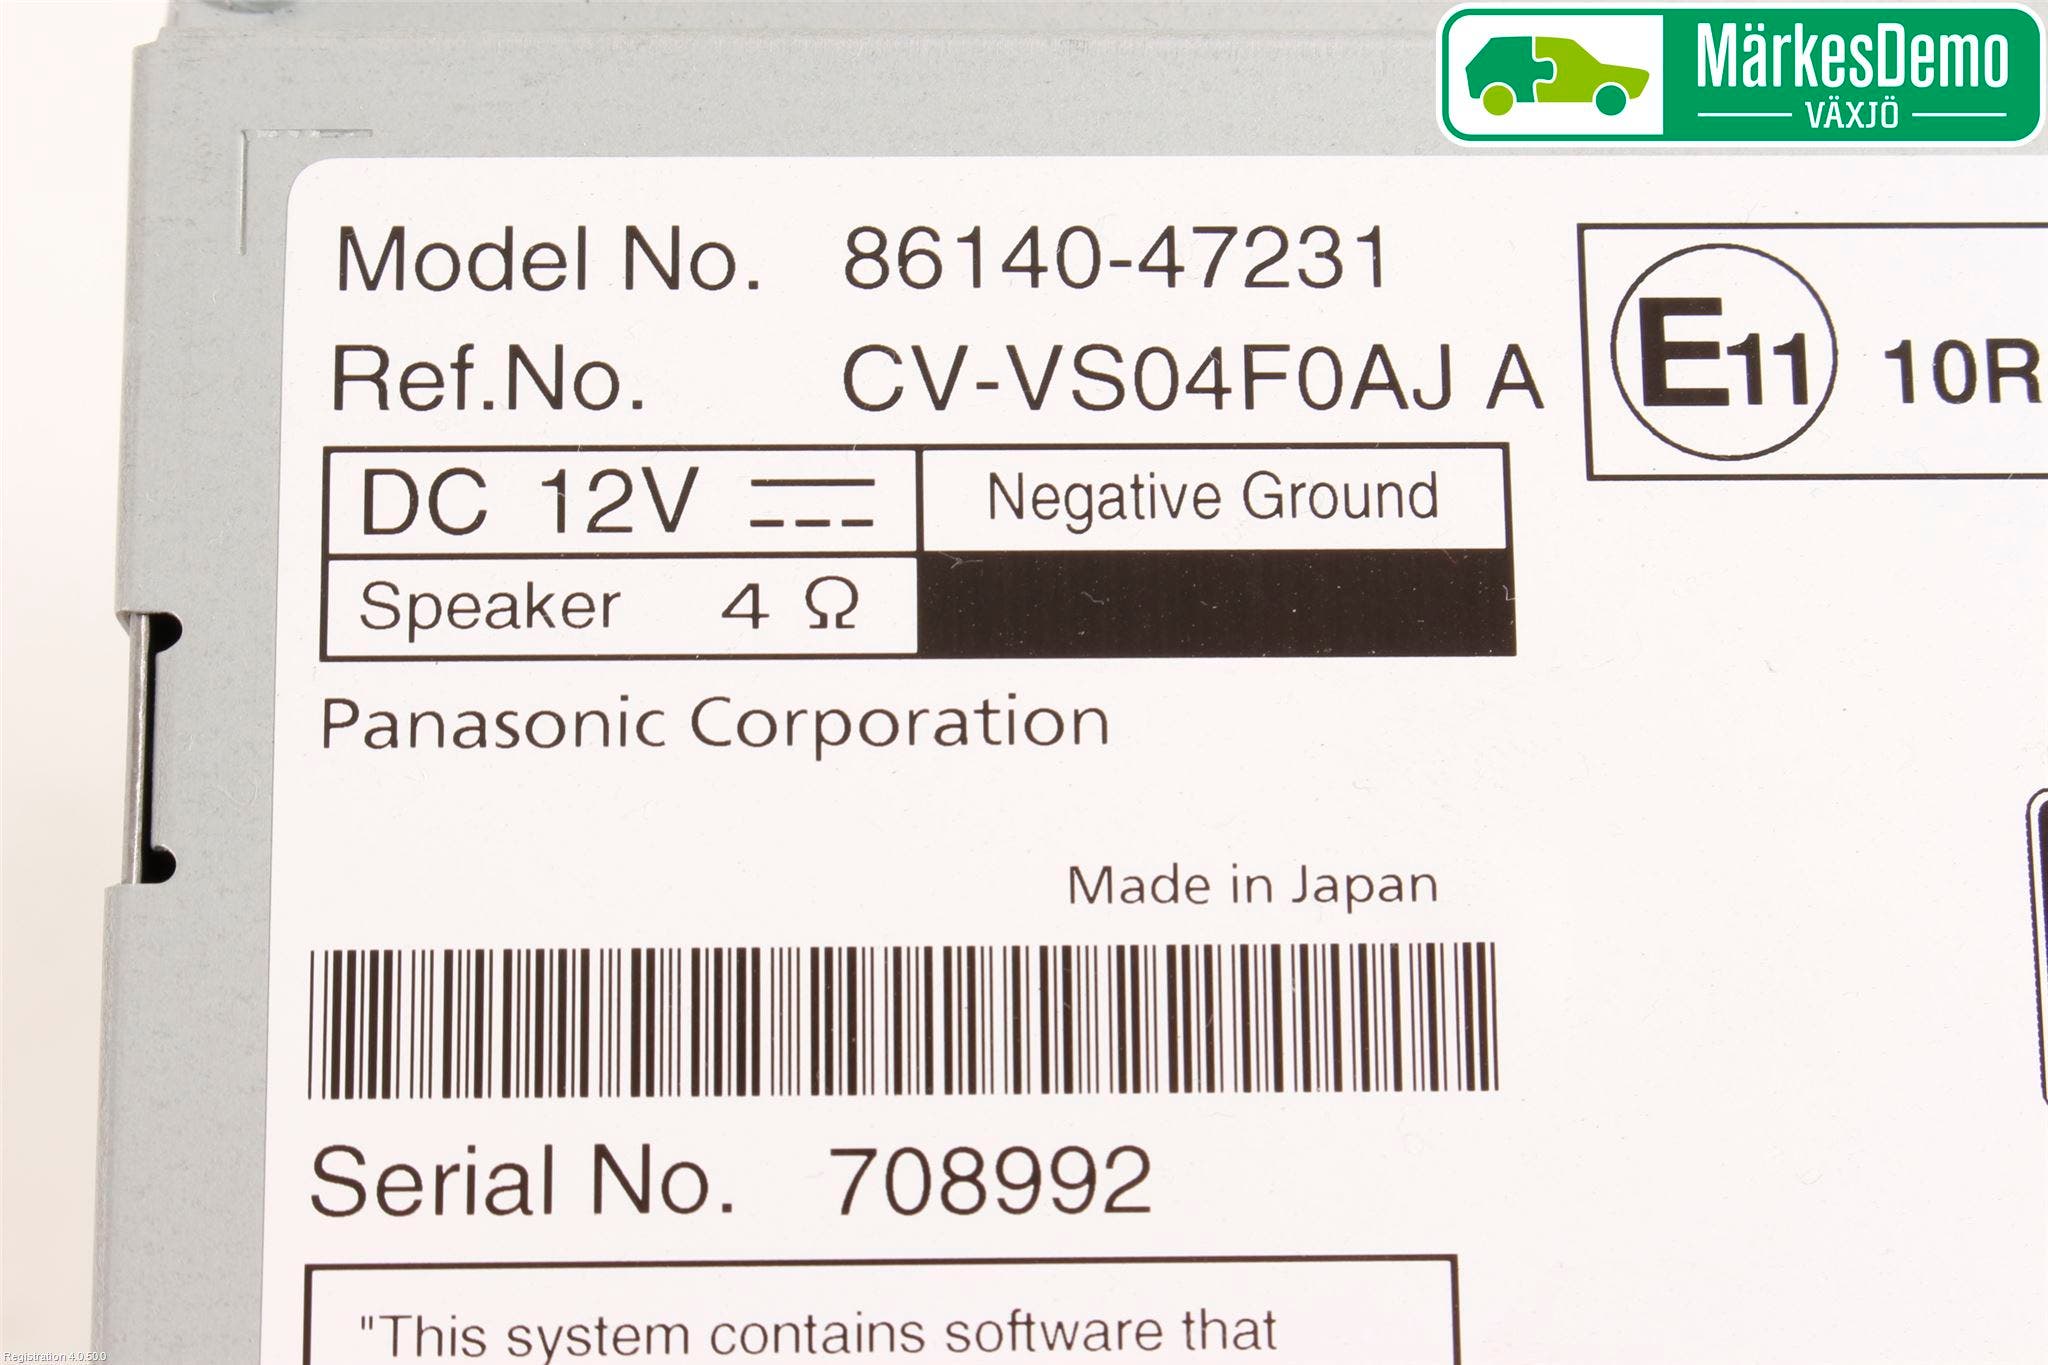 MärkesDemo
VÄXJÖ
Model No. 86140-47231
Ref.No. CV-VS04F0AJ A
E11 10R
DC 12V
Negative Ground
Speaker 4 Ω
Panasonic Corporation
Made in Japan
Serial No. 708992
"This system contains software that
Registration 4.0.50.0